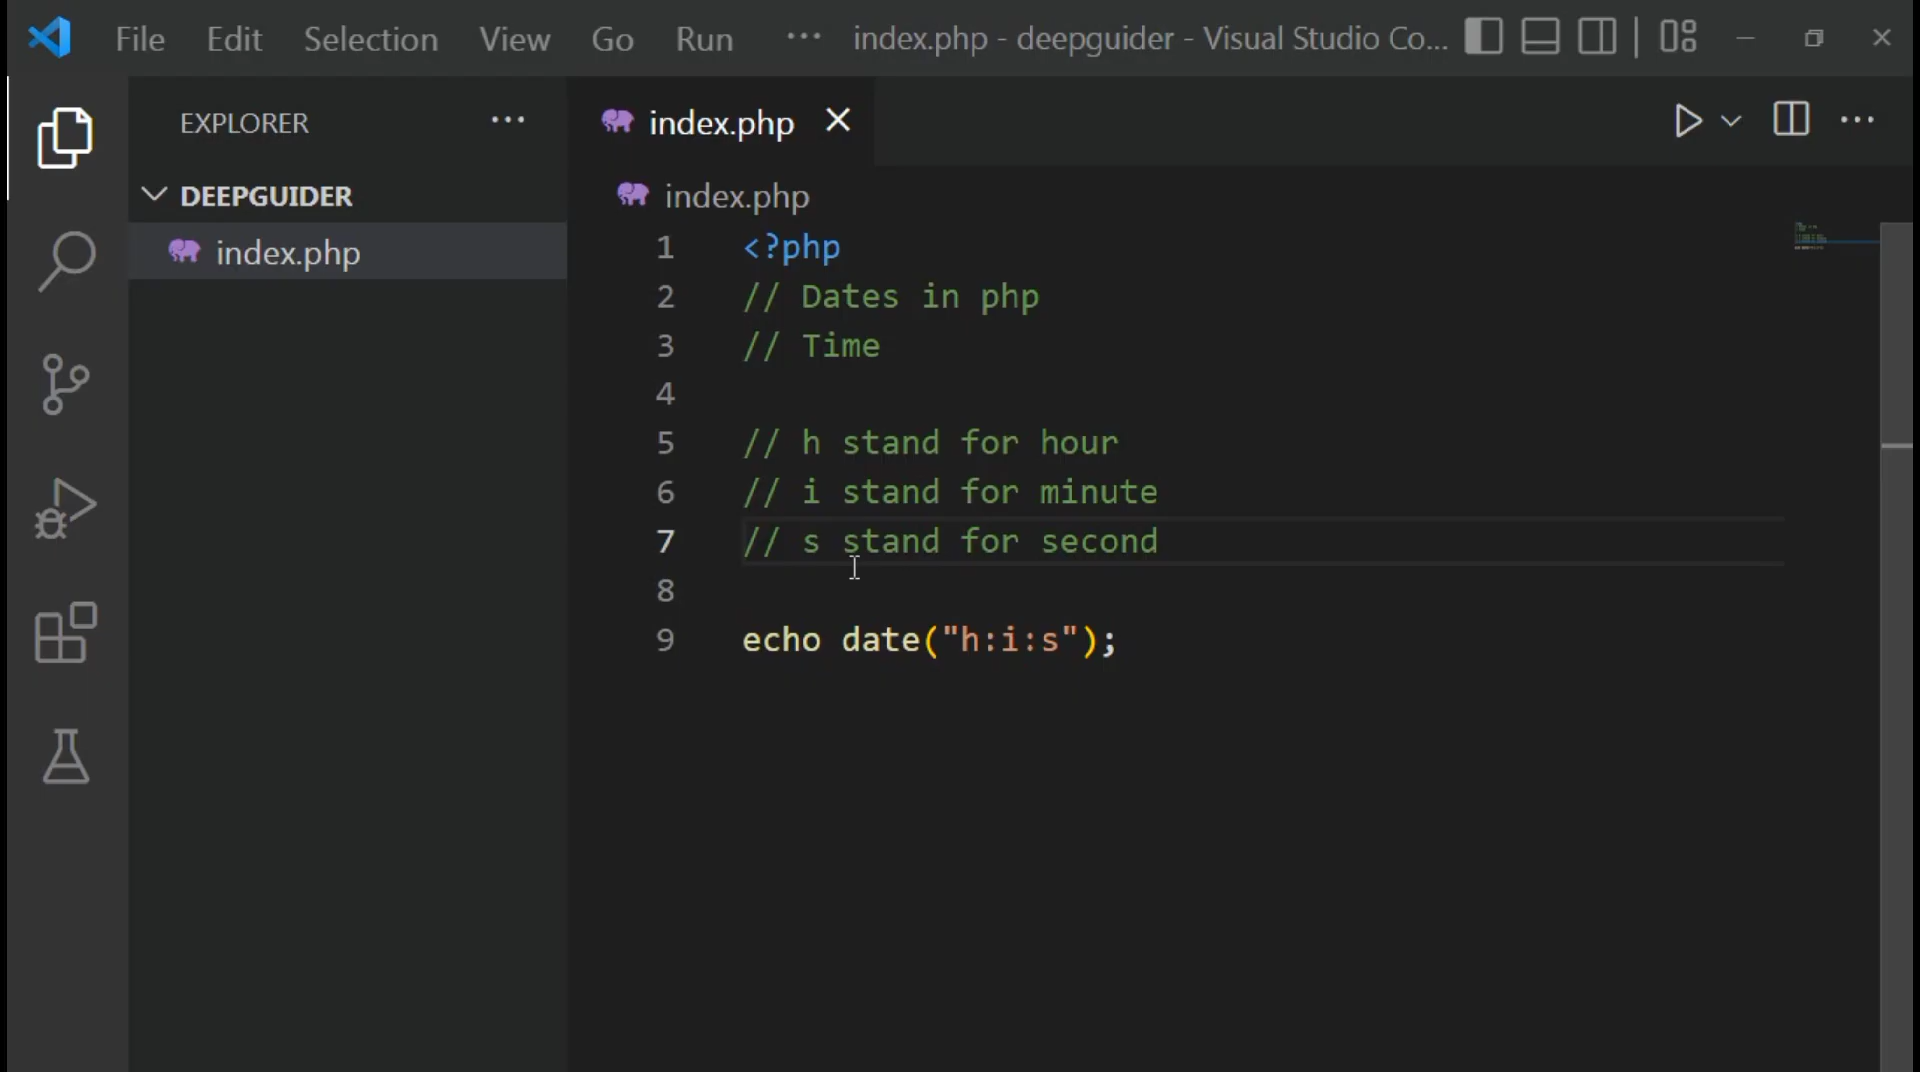 File Edit Selection View Go Run ··· index.php - deepguider - Visual Studio Co...
EXPLORER ···
index.php
DEEPGUIDER
index.php
index.php
1 <?php
2 // Dates in php
3 // Time
4
5 // h stand for hour
6 // i stand for minute
7 // s stand for second
8
9 echo date("h:i:s");